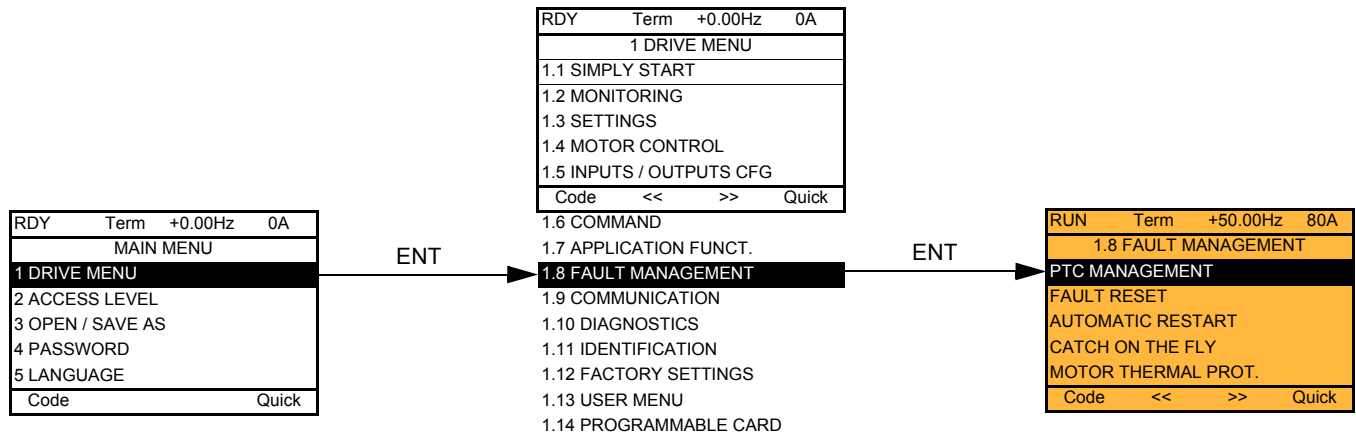 RDY Term +0.00Hz 0A
MAIN MENU
1 DRIVE MENU
2 ACCESS LEVEL
3 OPEN / SAVE AS
4 PASSWORD
5 LANGUAGE
Code Quick
ENT
RDY Term +0.00Hz 0A
1 DRIVE MENU
1.1 SIMPLY START
1.2 MONITORING
1.3 SETTINGS
1.4 MOTOR CONTROL
1.5 INPUTS / OUTPUTS CFG
Code << >> Quick
1.6 COMMAND
1.7 APPLICATION FUNCT.
1.8 FAULT MANAGEMENT
1.9 COMMUNICATION
1.10 DIAGNOSTICS
1.11 IDENTIFICATION
1.12 FACTORY SETTINGS
1.13 USER MENU
1.14 PROGRAMMABLE CARD
ENT
RUN Term +50.00Hz 80A
1.8 FAULT MANAGEMENT
PTC MANAGEMENT
FAULT RESET
AUTOMATIC RESTART
CATCH ON THE FLY
MOTOR THERMAL PROT.
Code << >> Quick